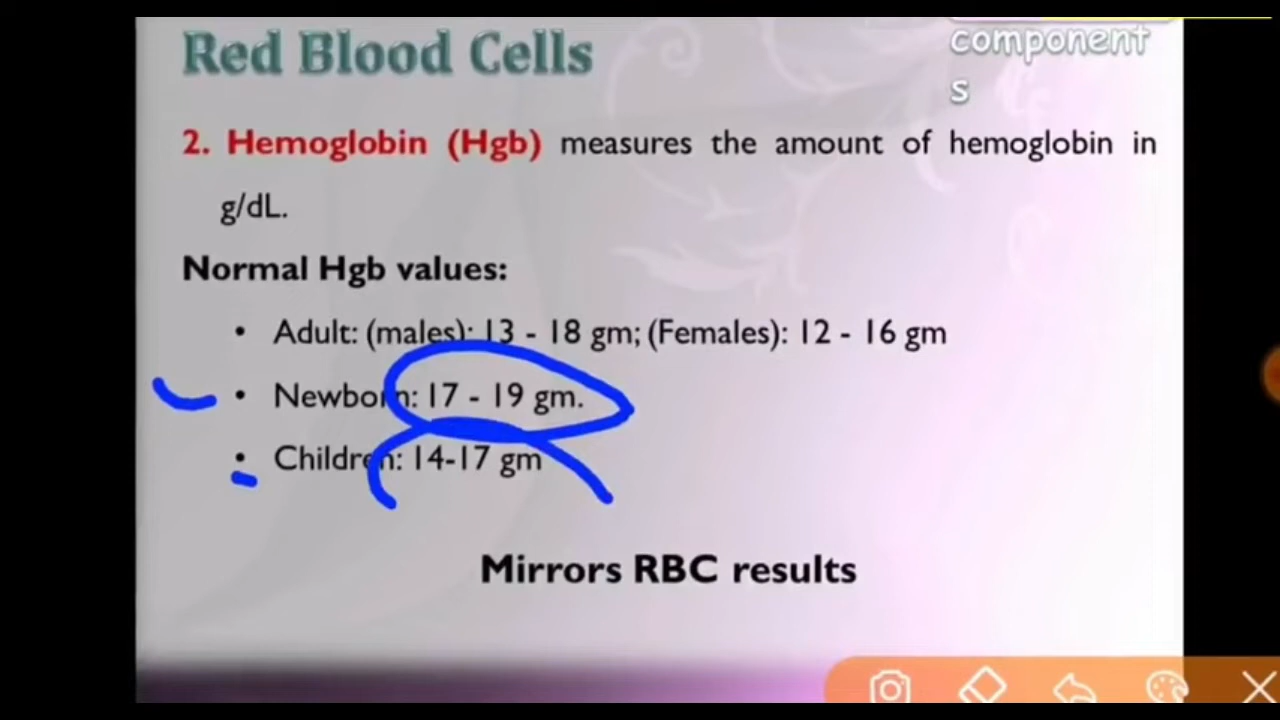 Red Blood Cells
component
s
2. Hemoglobin (Hgb) measures the amount of hemoglobin in
g/dL.
Normal Hgb values:
• Adult: (males): 13 - 18 gm; (Females): 12 - 16 gm
• Newborn: 17 - 19 gm.
• Children: 14-17 gm
Mirrors RBC results